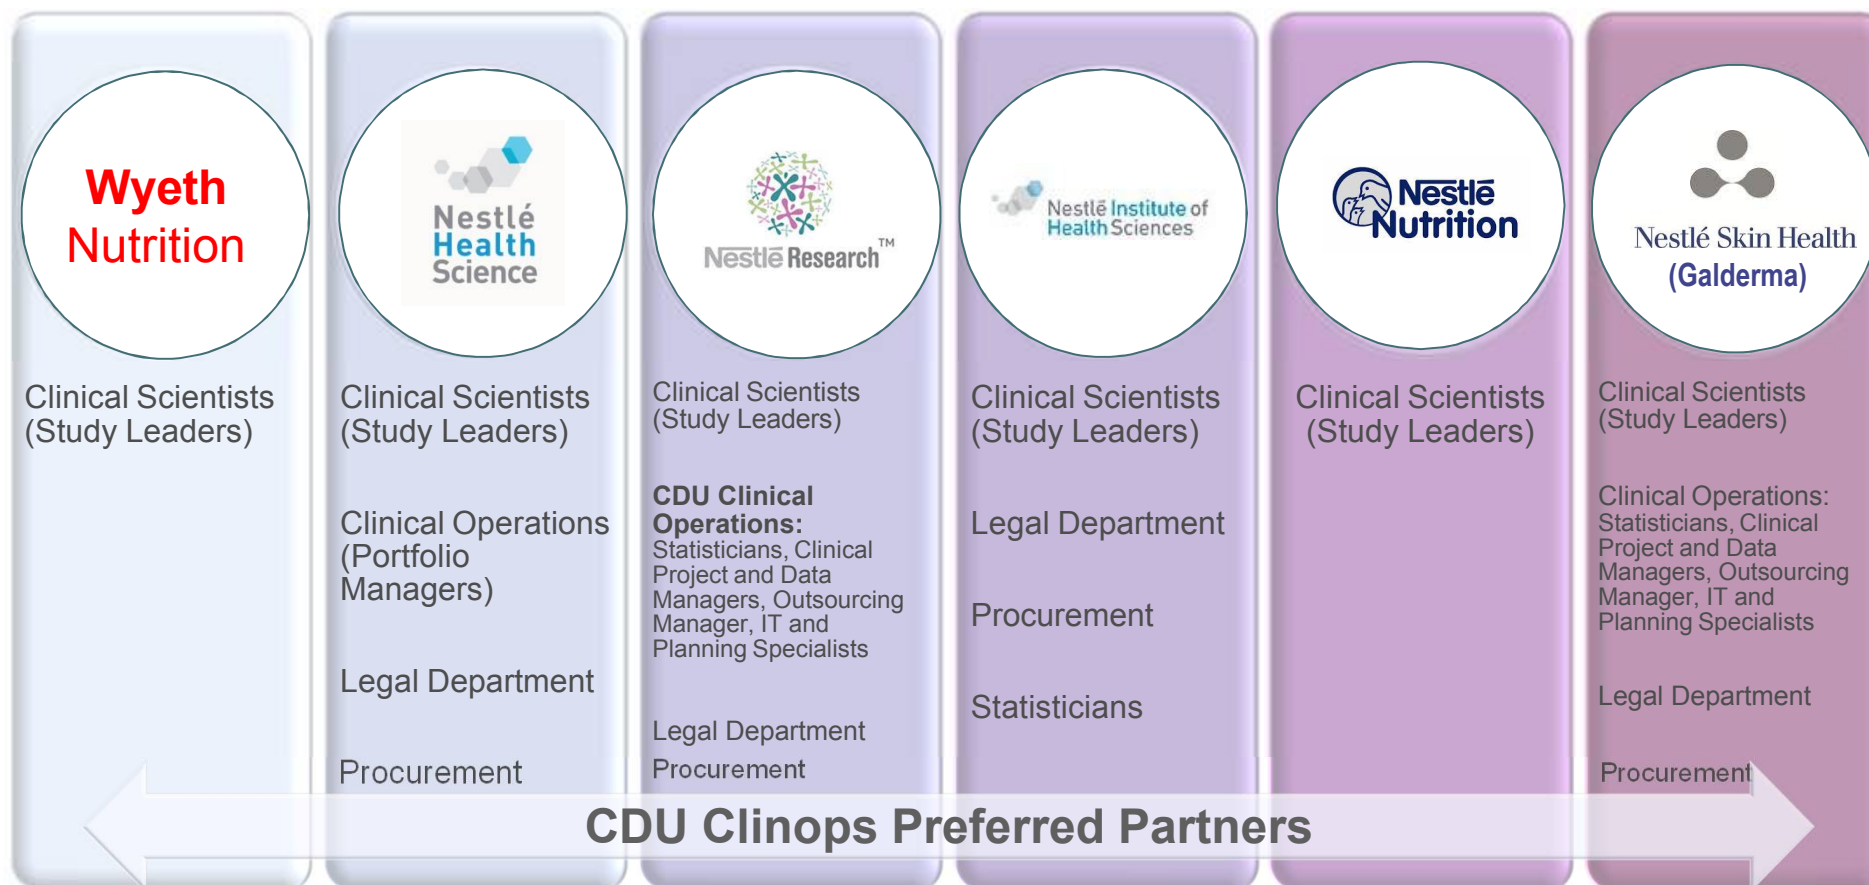 Wyeth
Nutrition
Clinical Scientists
(Study Leaders)
Nestlé
Health
Science
Clinical Scientists
(Study Leaders)
Clinical Operations
(Portfolio
Managers)
Legal Department
Procurement
Nestlé Research™
Clinical Scientists
(Study Leaders)
CDU Clinical
Operations:
Statisticians, Clinical
Project and Data
Managers, Outsourcing
Manager, IT and
Planning Specialists
Legal Department
Procurement
Nestlé Institute of
Health Sciences
Clinical Scientists
(Study Leaders)
Legal Department
Procurement
Statisticians
Nestlé
Nutrition
Clinical Scientists
(Study Leaders)
Nestlé Skin Health
(Galderma)
Clinical Scientists
(Study Leaders)
Clinical Operations:
Statisticians, Clinical
Project and Data
Managers, Outsourcing
Manager, IT and
Planning Specialists
Legal Department
Procurement
CDU Clinops Preferred Partners